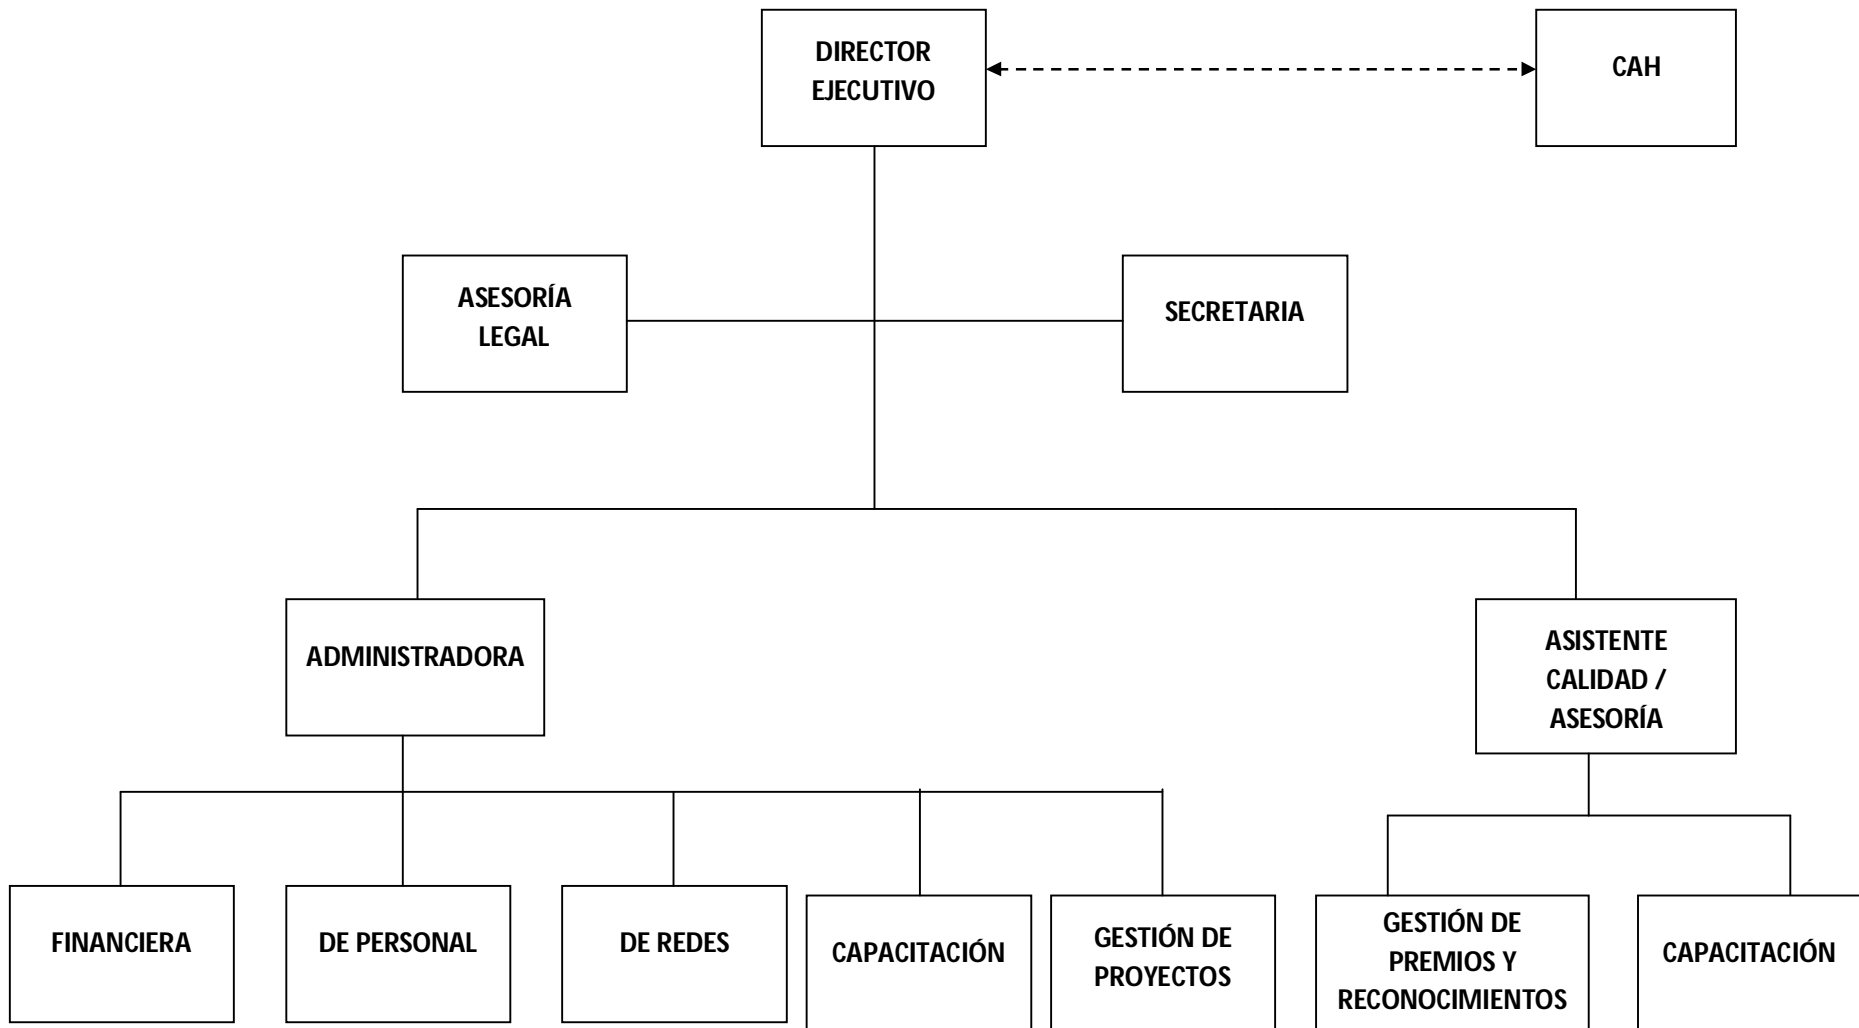 DIRECTOR
EJECUTIVO
CAH
ASESORÍA
LEGAL
SECRETARIA
ADMINISTRADORA
ASISTENTE
CALIDAD /
ASESORÍA
FINANCIERA
DE PERSONAL
DE REDES
CAPACITACIÓN
GESTIÓN DE
PROYECTOS
GESTIÓN DE
PREMIOS Y
RECONOCIMIENTOS
CAPACITACIÓN